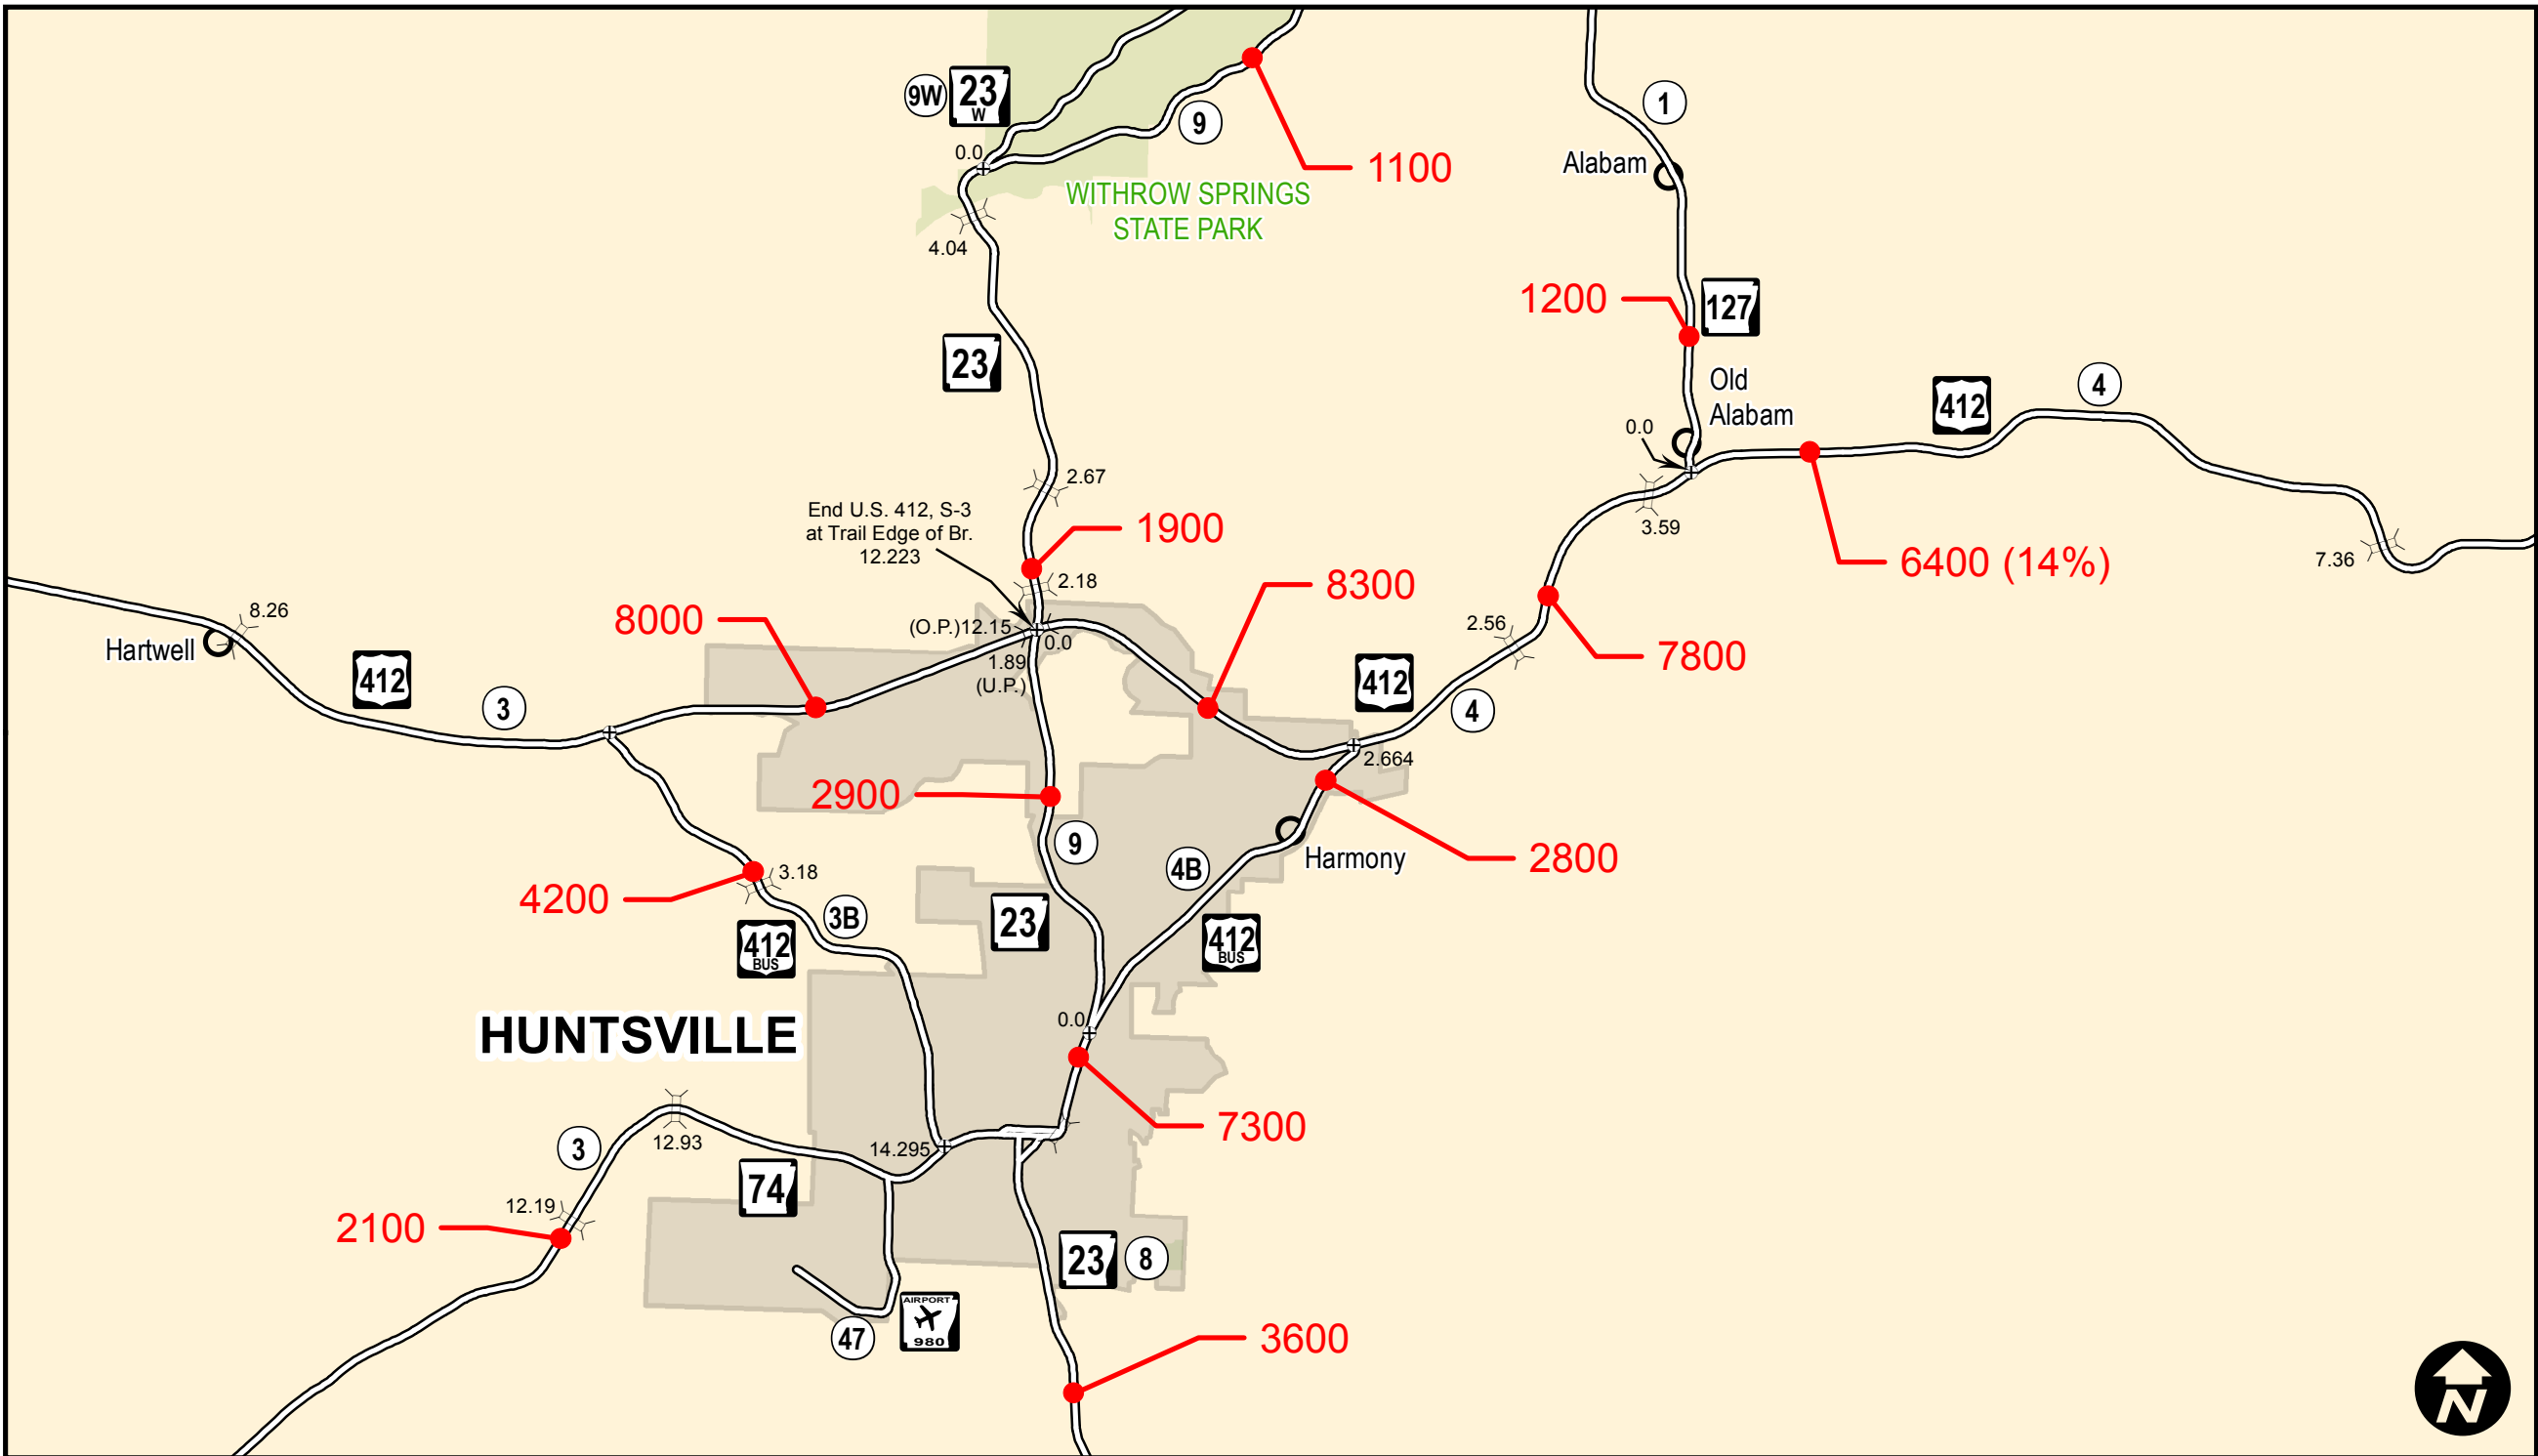 9W
23
W
9
1
0.0
Alabam
1100
WITHROW SPRINGS
STATE PARK
4.04
1200
127
23
Old
Alabam
412
4
0.0
2.67
End U.S. 412, S-3
at Trail Edge of Br.
12.223
1900
3.59
6400 (14%)
7.36
2.18
8300
8.26
8000
(O.P.)12.15
0.0
2.56
Hartwell
1.89
(U.P.)
7800
412
3
412
4
2.664
2900
9
4B
Harmony
2800
3.18
4200
3B
23
412
BUS
412
BUS
HUNTSVILLE
0.0
7300
3
12.93
14.295
74
12.19
2100
23
8
AIRPORT
980
47
3600
N